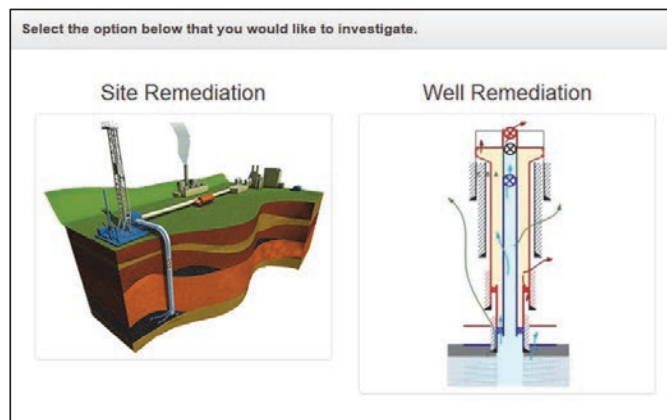 Select the option below that you would like to investigate.
Site Remediation
Well Remediation